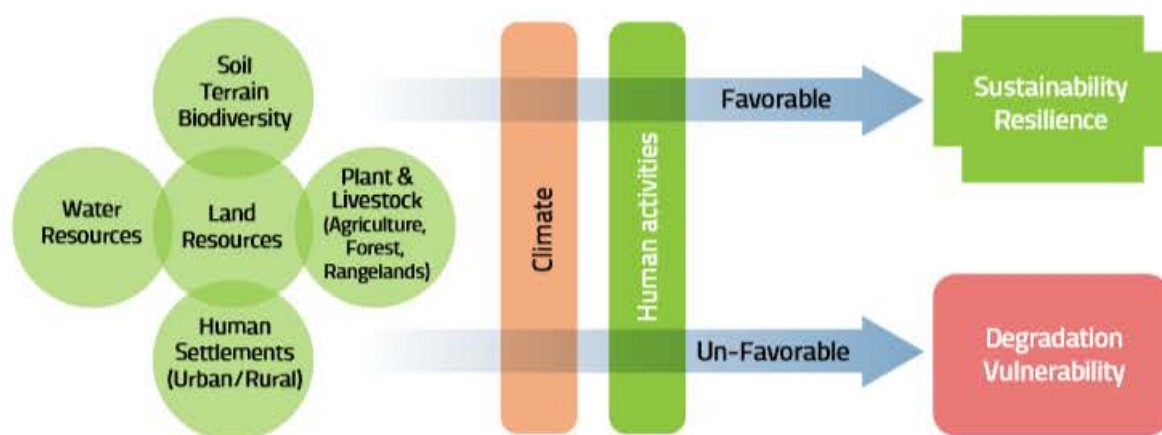 Soil
Terrain
Biodiversity
Water
Resources
Land
Resources
Plant &
Livestock
(Agriculture,
Forest,
Rangelands)
Human
Settlements
(Urban/Rural)
Climate
Human activities
Favorable
Un-Favorable
Sustainability
Resilience
Degradation
Vulnerability